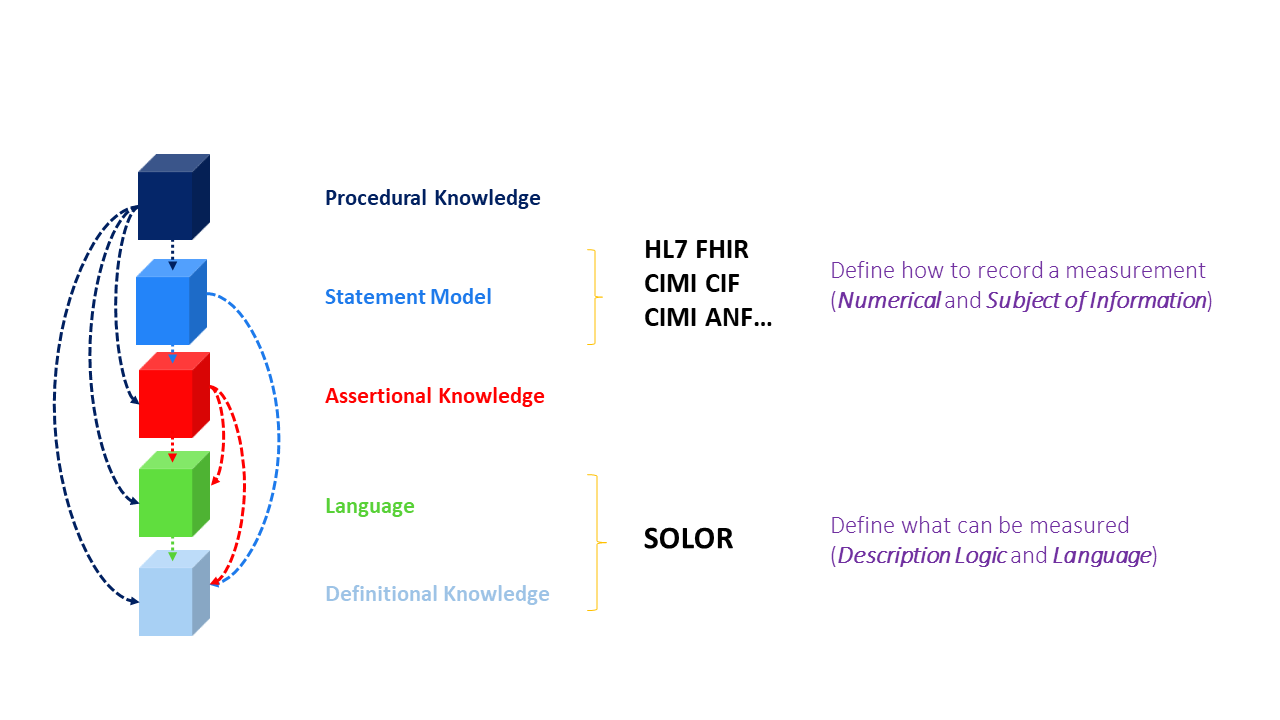 Procedural Knowledge
Statement Model
Assertional Knowledge
Language
Definitional Knowledge
HL7 FHIR
CIMI CIF
CIMI ANF...
SOLOR
Define how to record a measurement
(Numerical and Subject of Information)
Define what can be measured
(Description Logic and Language)